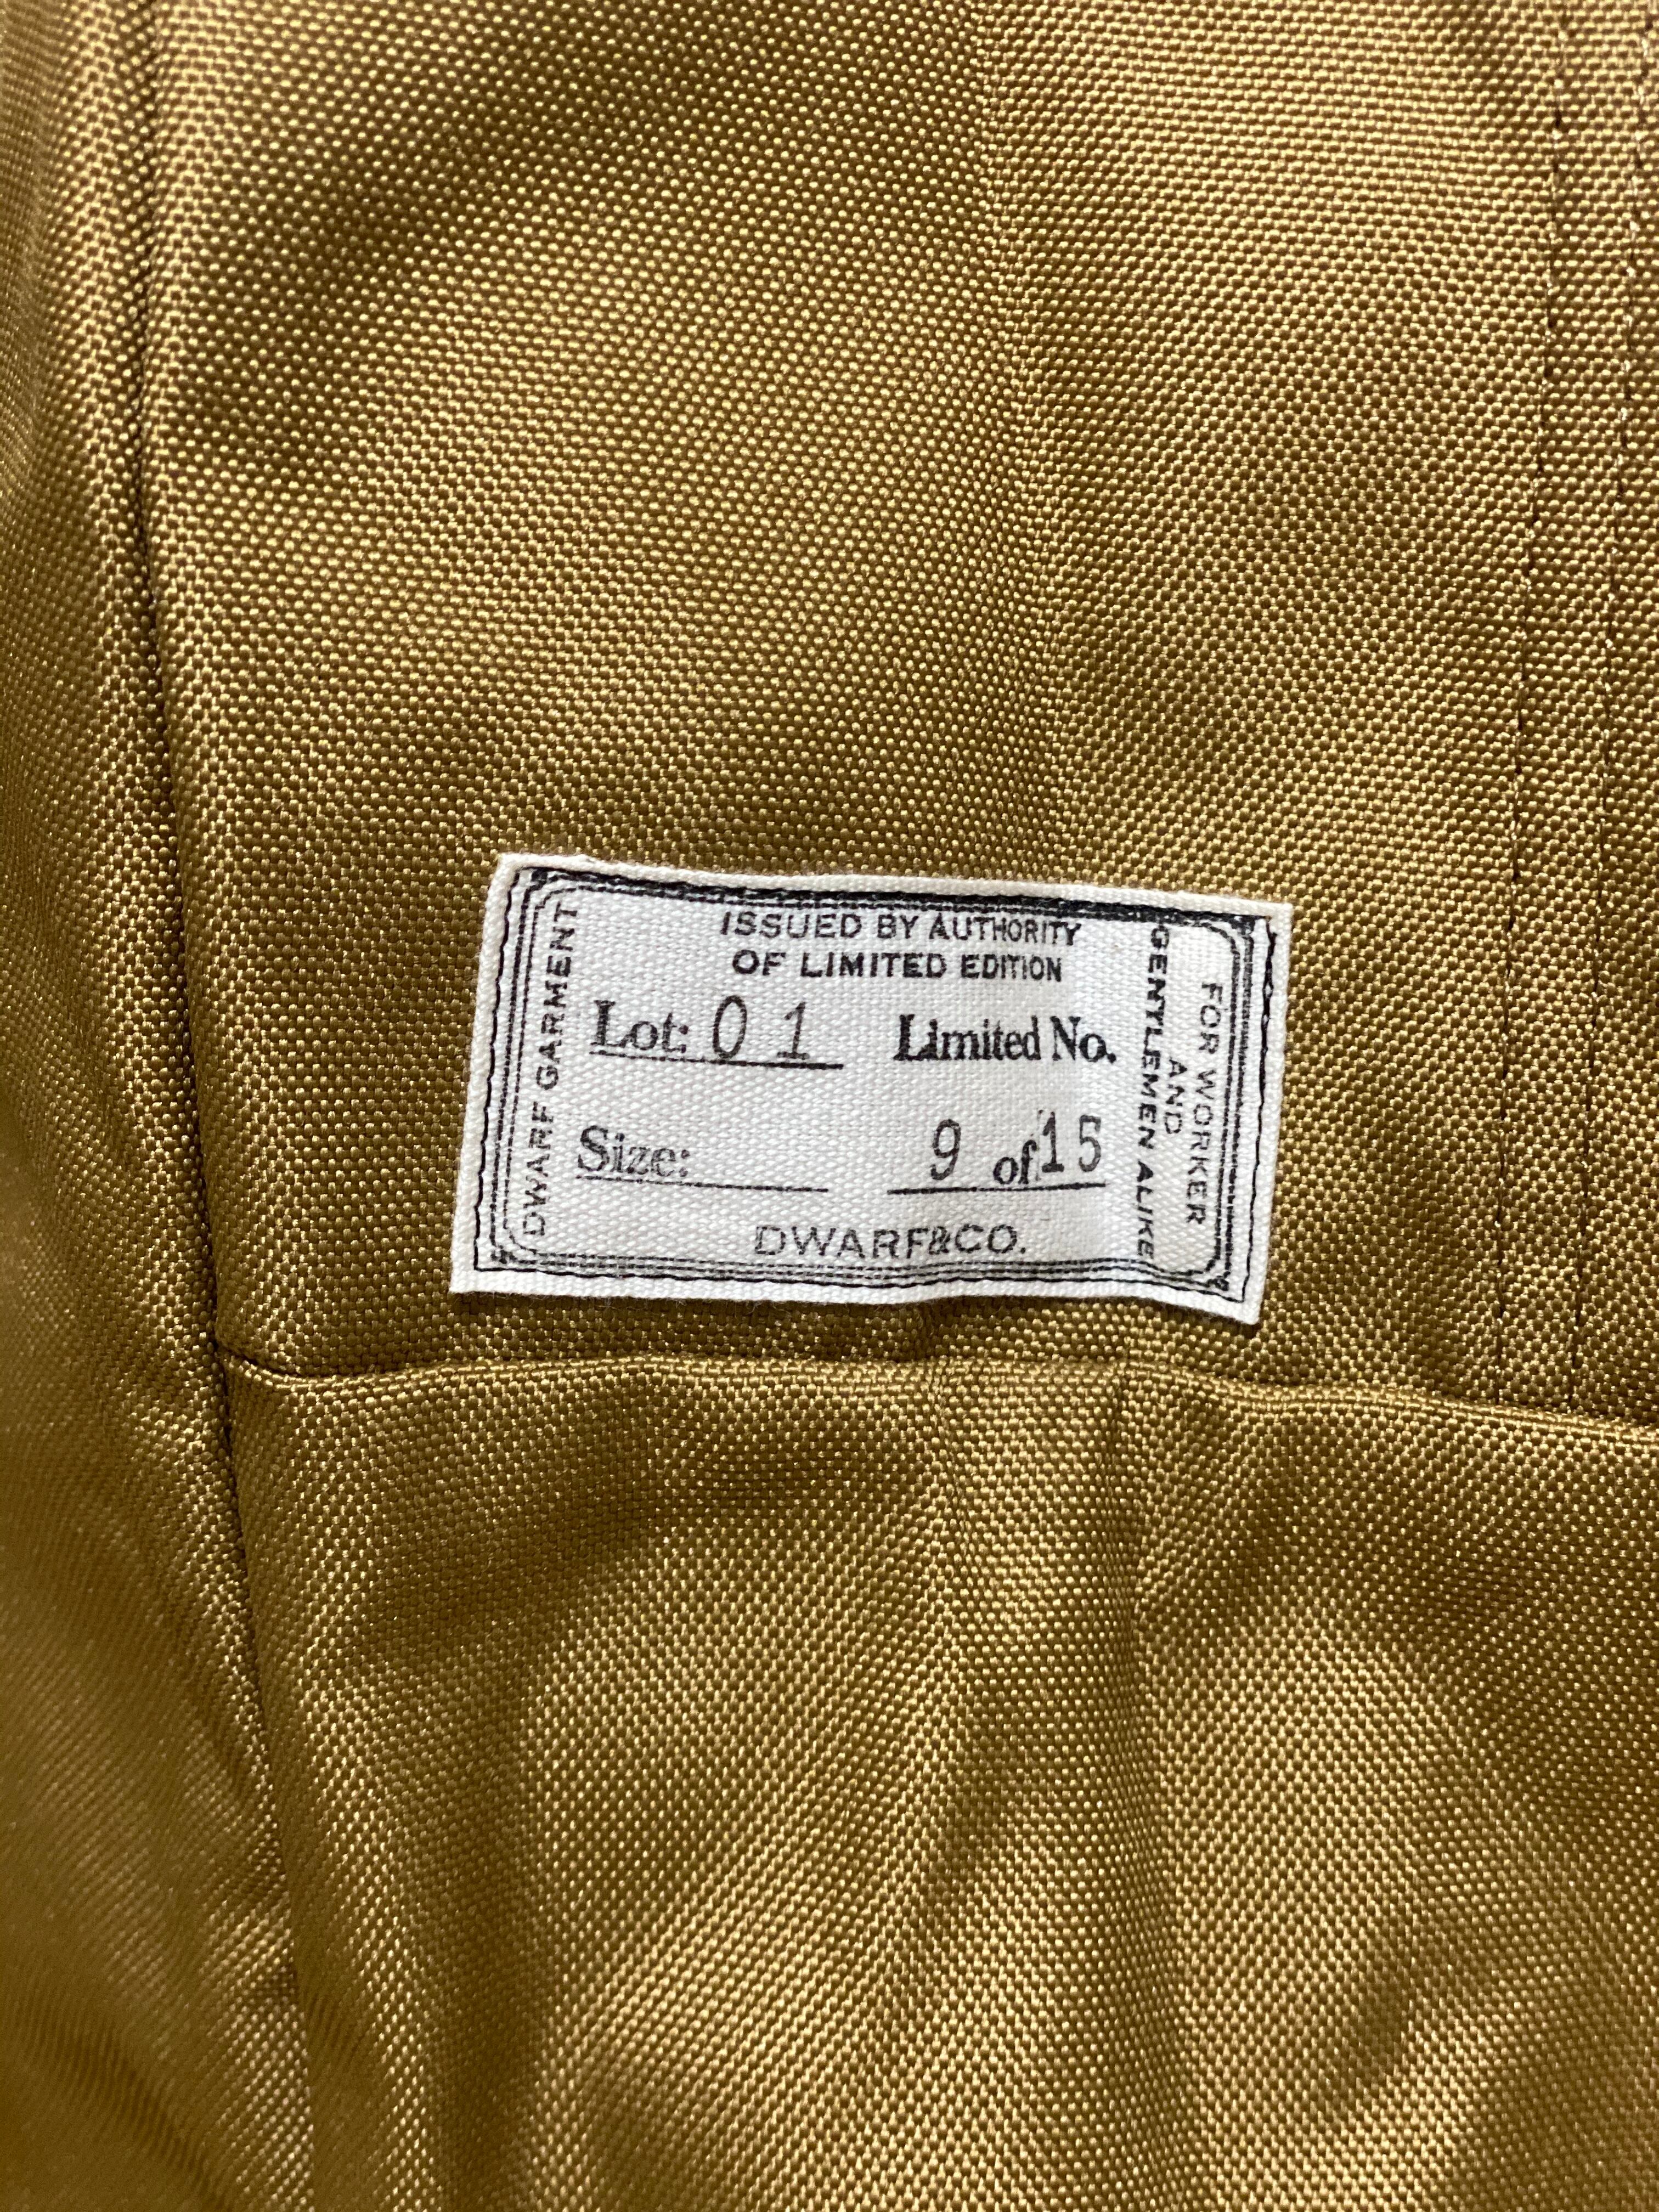 ISSUED BY AUTHORITY
OF LIMITED EDITION
DWARF GARMENT
Lot: 01
Limited No.
Size:
9 of 15
DWARF&CO.
FOR WORKER
AND
GENTLEMEN ALIKE